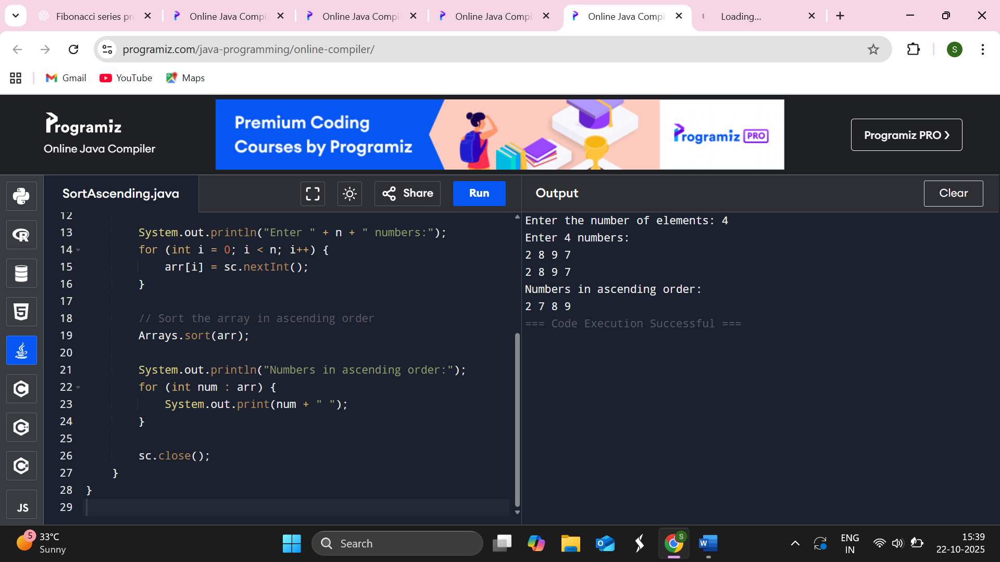 Fibonacci series pr
Online Java Compi
Online Java Compi
Online Java Compi
Online Java Compi
Loading...
programiz.com/java-programming/online-compiler/
S
Gmail
YouTube
Maps
Programiz
Online Java Compiler
Premium Coding
Courses by Programiz
Programiz PRO
Programiz PRO ❯
SortAscending.java
Share
Run
Output
Clear
12
13 System.out.println("Enter " + n + " numbers:");
14 for (int i = 0; i < n; i++) {
15 arr[i] = sc.nextInt();
16 }
17
18 // Sort the array in ascending order
19 Arrays.sort(arr);
20
21 System.out.println("Numbers in ascending order:");
22 for (int num : arr) {
23 System.out.print(num + " ");
24 }
25
26 sc.close();
27 }
28 }
29
Enter the number of elements: 4
Enter 4 numbers:
2 8 9 7
2 8 9 7
Numbers in ascending order:
2 7 8 9
=== Code Execution Successful ===
R
5
C
C++
C#
JS
5
33°C
Sunny
Search
O
S
W
ENG
IN
15:39
22-10-2025